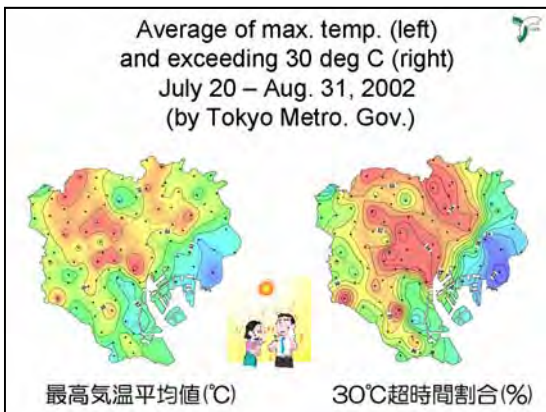 Average of max. temp. (left)
and exceeding 30 deg C (right)
July 20 – Aug. 31, 2002
(by Tokyo Metro. Gov.)
最高気温平均値(℃)
30℃超時間割合(%)